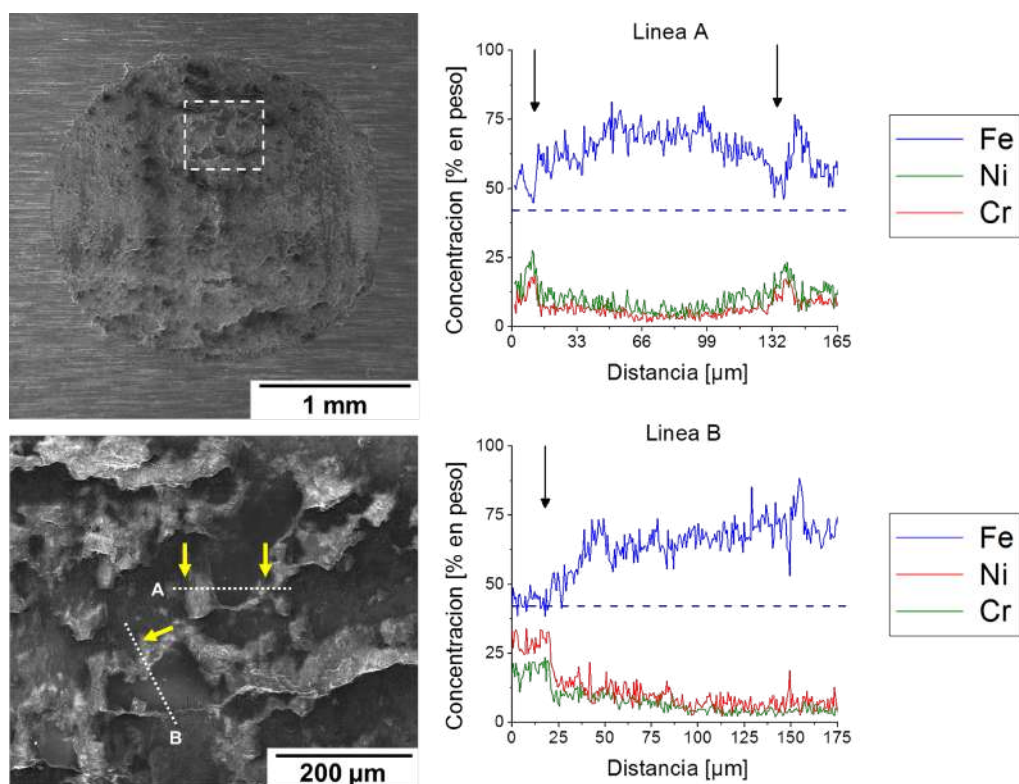 1 mm
Linea A
100
75
50
25
0
Concentracion [% en peso]
0 33 66 99 132 165
Distancia [µm]
Fe
Ni
Cr
A
B
200 µm
Linea B
100
75
50
25
0
Concentracion [% en peso]
0 25 50 75 100 125 150 175
Distancia [µm]
Fe
Ni
Cr